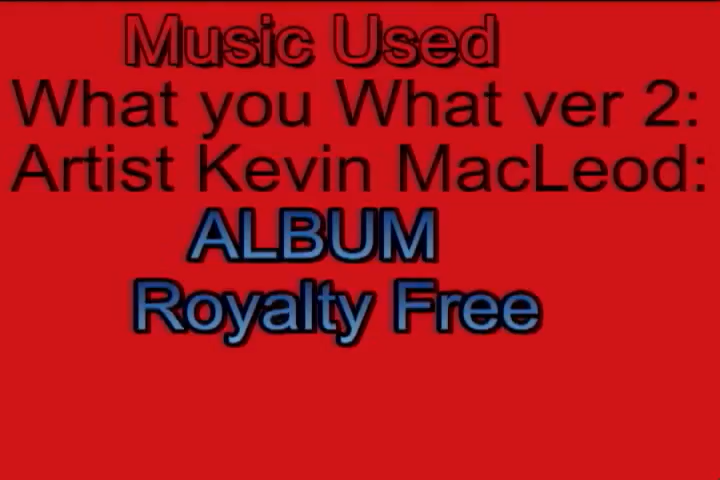 Music Used
What you What ver 2:
Artist Kevin MacLeod:
ALBUM
Royalty Free